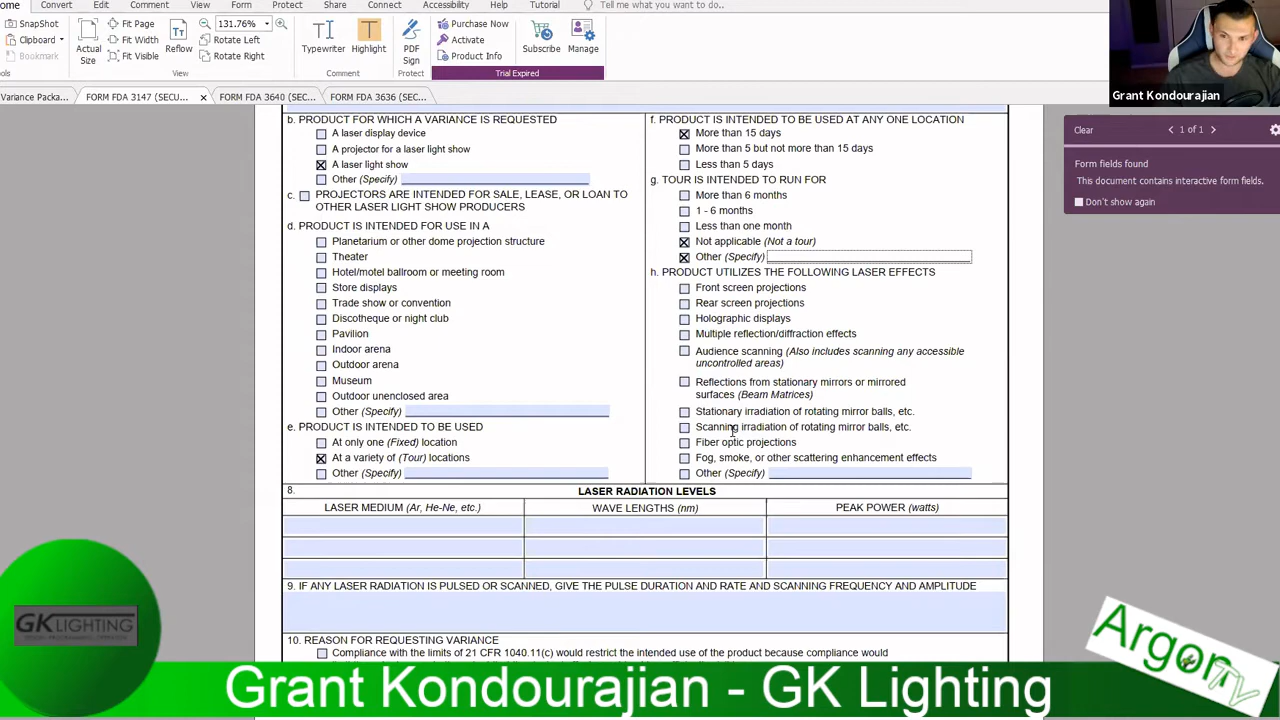 ome Convert Edit Comment View Form Protect Share Connect Accessibility Help Tutorial Tell me what you want to do...
SnapShot
Clipboard
Bookmark
ols
Actual Size
Fit Page
Fit Width
Fit Visible
Reflow
131.76%
Rotate Left
Rotate Right
View
Typewriter
Highlight
Comment
PDF Sign
Protect
Purchase Now
Activate
Product Info
Subscribe
Manage
Trial Expired
Grant Kondourajian
Variance Packa...
FORM FDA 3147 (SECU...
FORM FDA 3640 (SEC...
FORM FDA 3636 (SEC...
Clear
1 of 1
Form fields found
This document contains interactive form fields.
Don't show again
b. PRODUCT FOR WHICH A VARIANCE IS REQUESTED
A laser display device
A projector for a laser light show
A laser light show
Other (Specify)
c. PROJECTORS ARE INTENDED FOR SALE, LEASE, OR LOAN TO
OTHER LASER LIGHT SHOW PRODUCERS
d. PRODUCT IS INTENDED FOR USE IN A
Planetarium or other dome projection structure
Theater
Hotel/motel ballroom or meeting room
Store displays
Trade show or convention
Discotheque or night club
Pavilion
Indoor arena
Outdoor arena
Museum
Outdoor unenclosed area
Other (Specify)
e. PRODUCT IS INTENDED TO BE USED
At only one (Fixed) location
At a variety of (Tour) locations
Other (Specify)
f. PRODUCT IS INTENDED TO BE USED AT ANY ONE LOCATION
More than 15 days
More than 5 but not more than 15 days
Less than 5 days
g. TOUR IS INTENDED TO RUN FOR
More than 6 months
1 - 6 months
Less than one month
Not applicable (Not a tour)
Other (Specify)
h. PRODUCT UTILIZES THE FOLLOWING LASER EFFECTS
Front screen projections
Rear screen projections
Holographic displays
Multiple reflection/diffraction effects
Audience scanning (Also includes scanning any accessible
uncontrolled areas)
Reflections from stationary mirrors or mirrored
surfaces (Beam Matrices)
Stationary irradiation of rotating mirror balls, etc.
Scanning irradiation of rotating mirror balls, etc.
Fiber optic projections
Fog, smoke, or other scattering enhancement effects
Other (Specify)
8. LASER RADIATION LEVELS
LASER MEDIUM (Ar, He-Ne, etc.) WAVE LENGTHS (nm) PEAK POWER (watts)
9. IF ANY LASER RADIATION IS PULSED OR SCANNED, GIVE THE PULSE DURATION AND RATE AND SCANNING FREQUENCY AND AMPLITUDE
10. REASON FOR REQUESTING VARIANCE
Compliance with the limits of 21 CFR 1040.11(c) would restrict the intended use of the product because compliance would
GK LIGHTING
Grant Kondourajian - GK Lighting
Argon TV